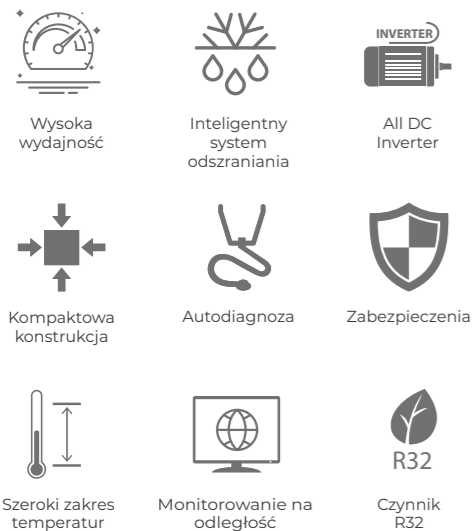 INVERTER
Wysoka
wydajność
Inteligentny
system
odszraniania
All DC
Inverter
Kompaktowa
konstrukcja
Autodiagnoza
Zabezpieczenia
R32
Szeroki zakres
temperatur
Monitorowanie na
odległość
Czynnik
R32